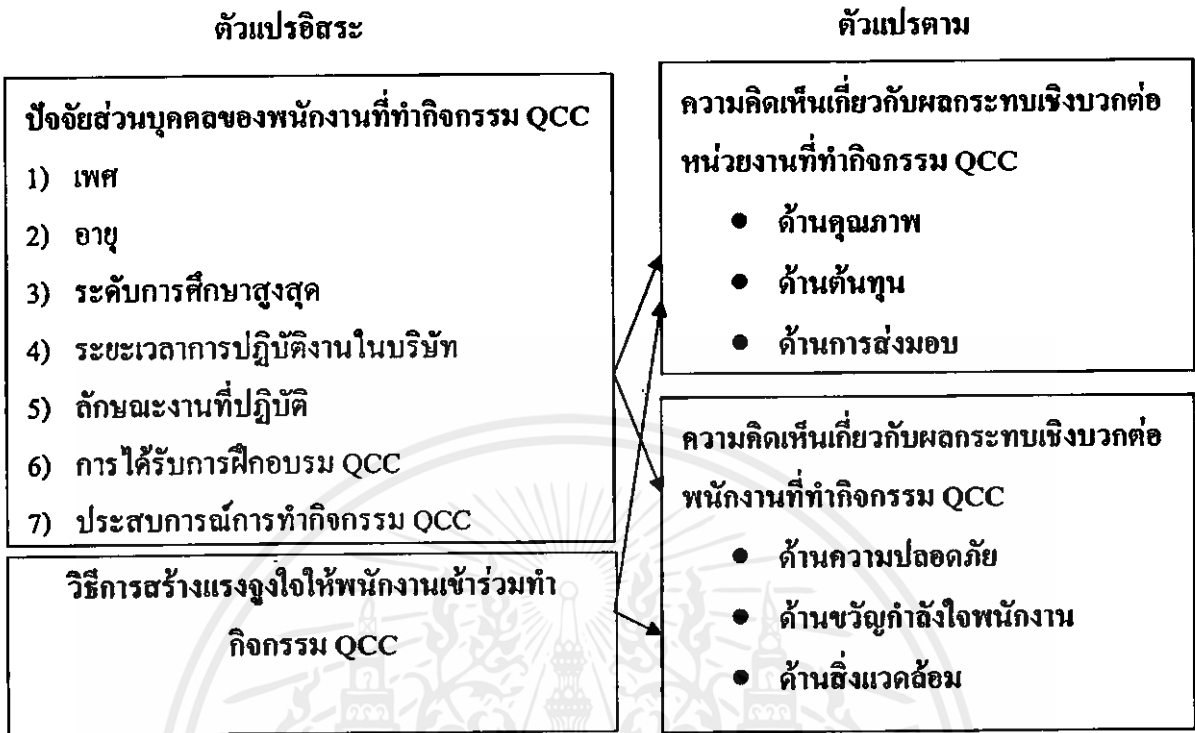 ตัวแปรอิสระ
ปัจจัยส่วนบุคคลของพนักงานที่ทำกิจกรรม QCC
1) เพศ
2) อายุ
3) ระดับการศึกษาสูงสุด
4) ระยะเวลาการปฏิบัติงานในบริษัท
5) ลักษณะงานที่ปฏิบัติ
6) การได้รับการฝึกอบรม QCC
7) ประสบการณ์การทำกิจกรรม QCC
วิธีการสร้างแรงจูงใจให้พนักงานเข้าร่วมทำ
กิจกรรม QCC
ตัวแปรตาม
ความคิดเห็นเกี่ยวกับผลกระทบเชิงบวกต่อ
หน่วยงานที่ทำกิจกรรม QCC
● ด้านคุณภาพ
● ด้านต้นทุน
● ด้านการส่งมอบ
ความคิดเห็นเกี่ยวกับผลกระทบเชิงบวกต่อ
พนักงานที่ทำกิจกรรม QCC
● ด้านความปลอดภัย
● ด้านขวัญกำลังใจพนักงาน
● ด้านสิ่งแวดล้อม